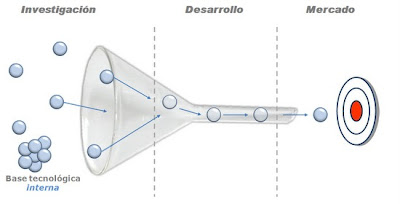 Investigación
Desarrollo
Mercado
Base tecnológica
interna